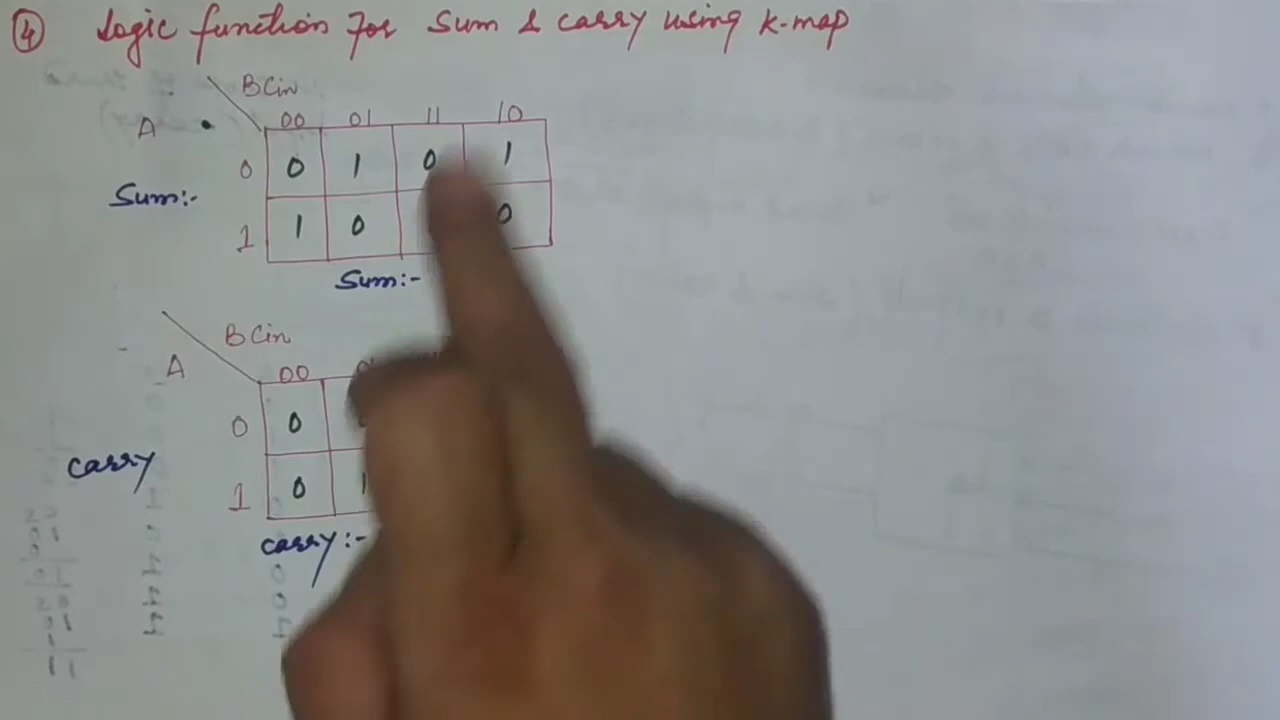 ④ Logic function for sum & carry using k-map
BCin
A 00 01 11 10
0 0 1 0 1
Sum:-
1 1 0 0
Sum:-
BCin
A 00
0 0
carry
1 0 1
carry:-